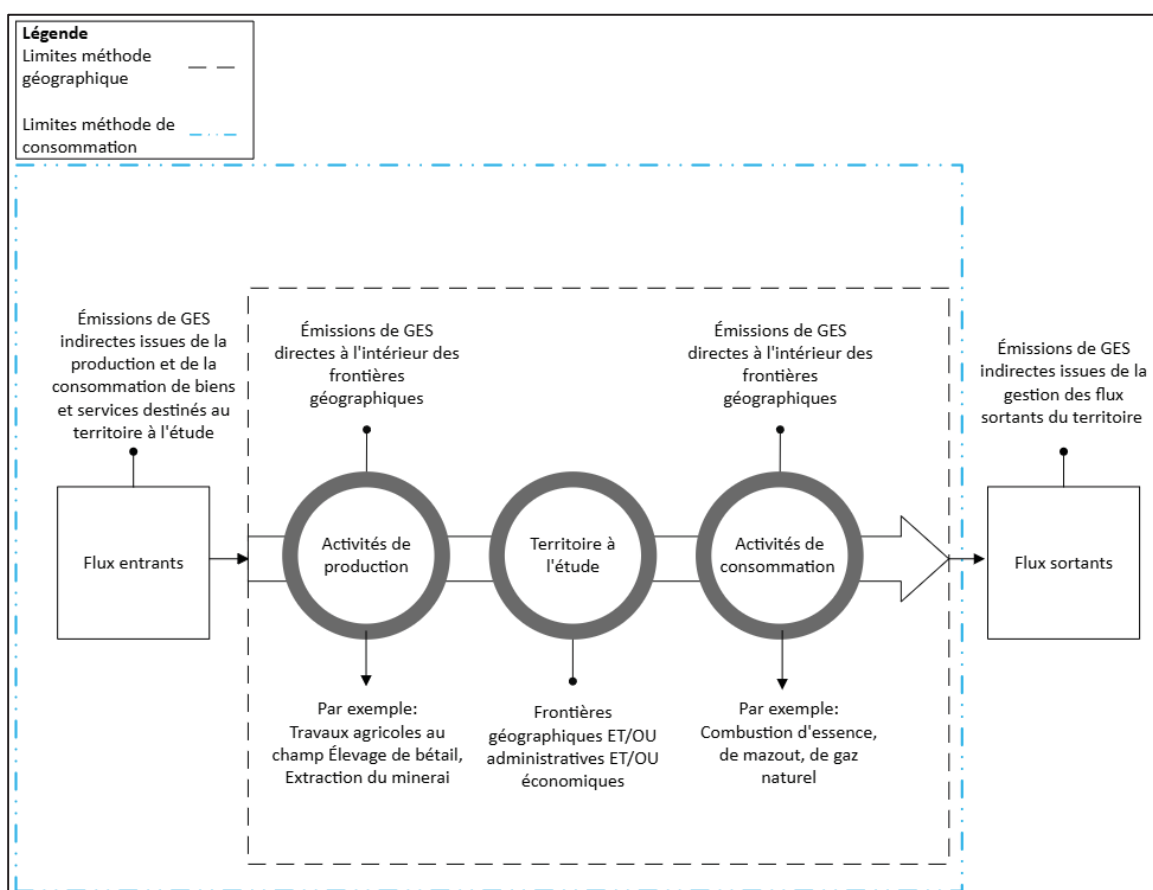 Légende
Limites méthode
géographique
Limites méthode de
consommation
Émissions de GES
indirectes issues de la
production et de la
consommation de biens
et services destinés au
territoire à l'étude
Émissions de GES
directes à l'intérieur des
frontières
géographiques
Émissions de GES
directes à l'intérieur des
frontières
géographiques
Émissions de GES
indirectes issues de la
gestion des flux
sortants du territoire
Flux entrants
Activités de
production
Territoire à
l'étude
Activités de
consommation
Flux sortants
Par exemple:
Travaux agricoles au
champ Élevage de bétail,
Extraction du minerai
Frontières
géographiques ET/OU
administratives ET/OU
économiques
Par exemple:
Combustion d'essence,
de mazout, de gaz
naturel